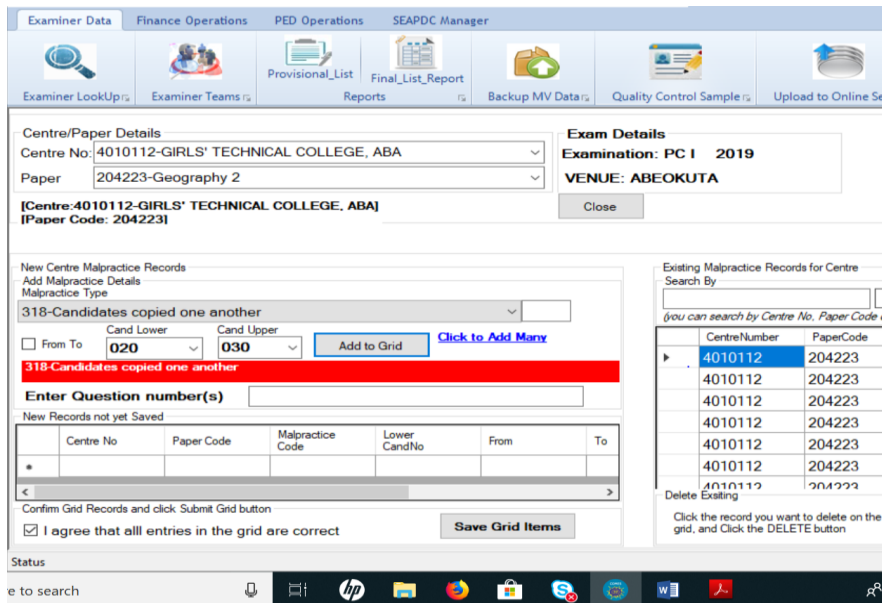 Examiner Data Finance Operations PED Operations SEAPDC Manager
Examiner LookUp Examiner Teams Provisional_List Final_List_Report Reports Backup MV Data Quality Control Sample Upload to Online Se
Centre/Paper Details
Centre No: 4010112-GIRLS' TECHNICAL COLLEGE, ABA
Paper 204223-Geography 2
[Centre:4010112-GIRLS' TECHNICAL COLLEGE, ABA]
[Paper Code: 204223]
Exam Details
Examination: PC I 2019
VENUE: ABEOKUTA
Close
New Centre Malpractice Records
Add Malpractice Details
Malpractice Type
318-Candidates copied one another
From To
Cand Lower
020
Cand Upper
030
Add to Grid
Click to Add Many
318-Candidates copied one another
Enter Question number(s)
New Records not yet Saved
Centre No Paper Code Malpractice Code Lower CandNo From To
*
Confirm Grid Records and click Submit Grid button
I agree that alll entries in the grid are correct
Save Grid Items
Existing Malpractice Records for Centre
Search By
(you can search by Centre No, Paper Code
CentreNumber PaperCode
4010112 204223
4010112 204223
4010112 204223
4010112 204223
4010112 204223
4010112 204223
4010112 204223
Delete Exsiting
Click the record you want to delete on the
grid, and Click the DELETE button
Status
e to search
hp